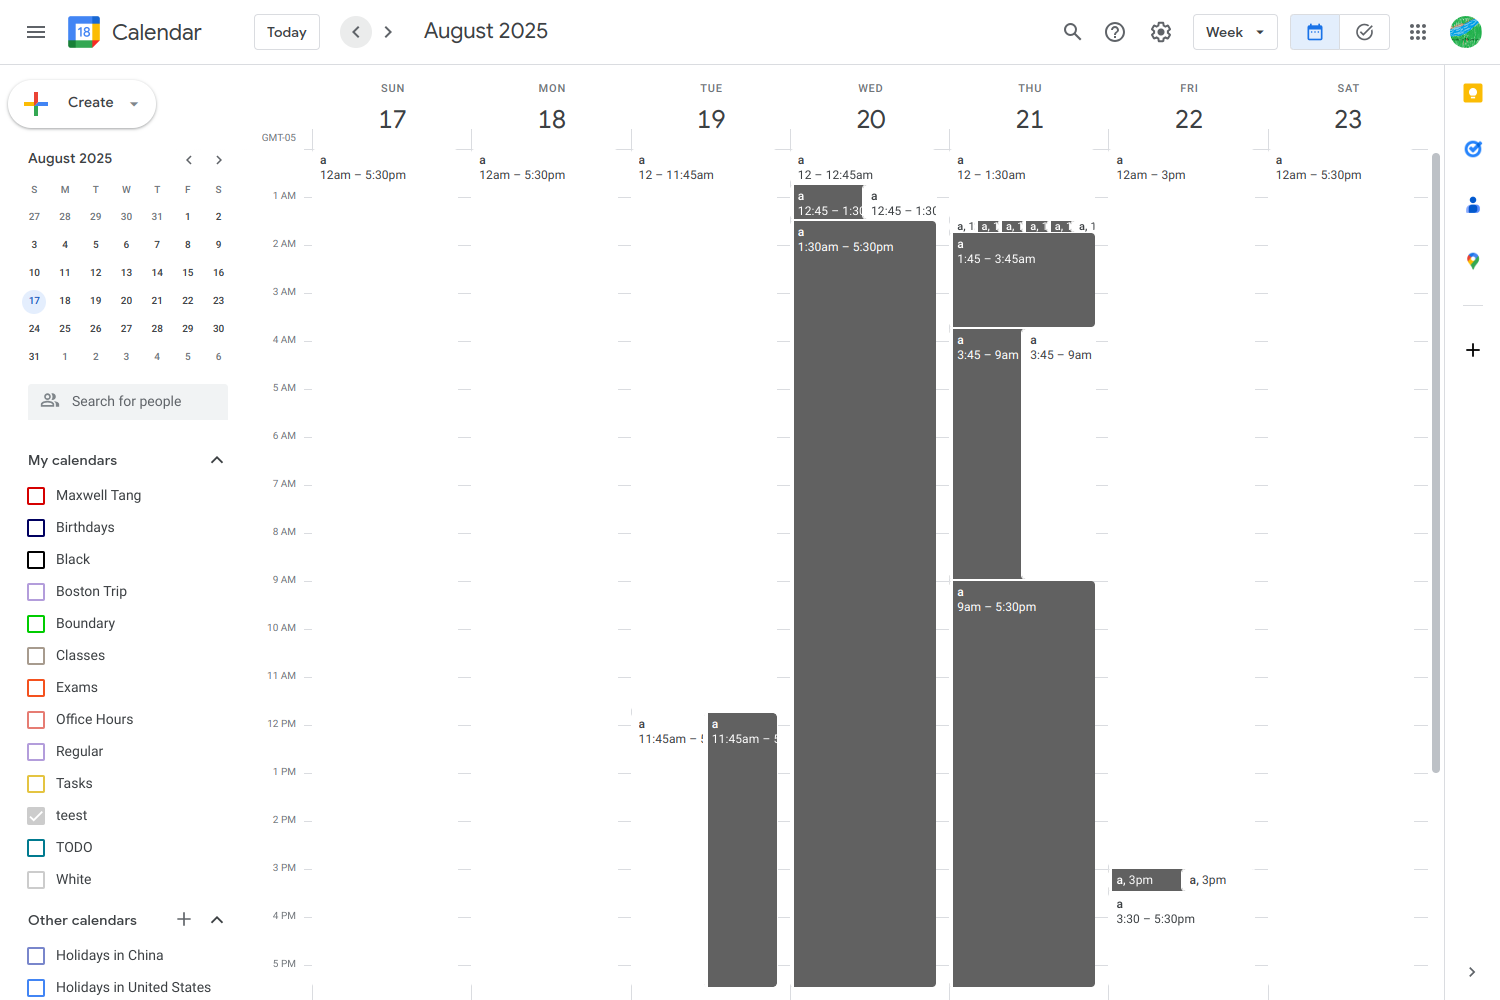 18 Calendar
Today
August 2025
Week
Create
August 2025
S M T W T F S
27 28 29 30 31 1 2
3 4 5 6 7 8 9
10 11 12 13 14 15 16
17 18 19 20 21 22 23
24 25 26 27 28 29 30
31 1 2 3 4 5 6
Search for people
My calendars
Maxwell Tang
Birthdays
Black
Boston Trip
Boundary
Classes
Exams
Office Hours
Regular
Tasks
teest
TODO
White
Other calendars
Holidays in China
Holidays in United States
GMT-05
SUN MON TUE WED THU FRI SAT
17 18 19 20 21 22 23
1 AM
2 AM
3 AM
4 AM
5 AM
6 AM
7 AM
8 AM
9 AM
10 AM
11 AM
12 PM
1 PM
2 PM
3 PM
4 PM
5 PM
a
12am – 5:30pm
a
12am – 5:30pm
a
12 – 11:45am
a
11:45am –
a
11:45am –
a
12 – 12:45am
a
12:45 – 1:30
a
12:45 – 1:30
a
1:30am – 5:30pm
a
12 – 1:30am
a, 1
a, 1
a, 1
a, 1
a, 1
a, 1
a
1:45 – 3:45am
a
3:45 – 9am
a
3:45 – 9am
a
9am – 5:30pm
a
12am – 3pm
a, 3pm
a, 3pm
a
3:30 – 5:30pm
a
12am – 5:30pm